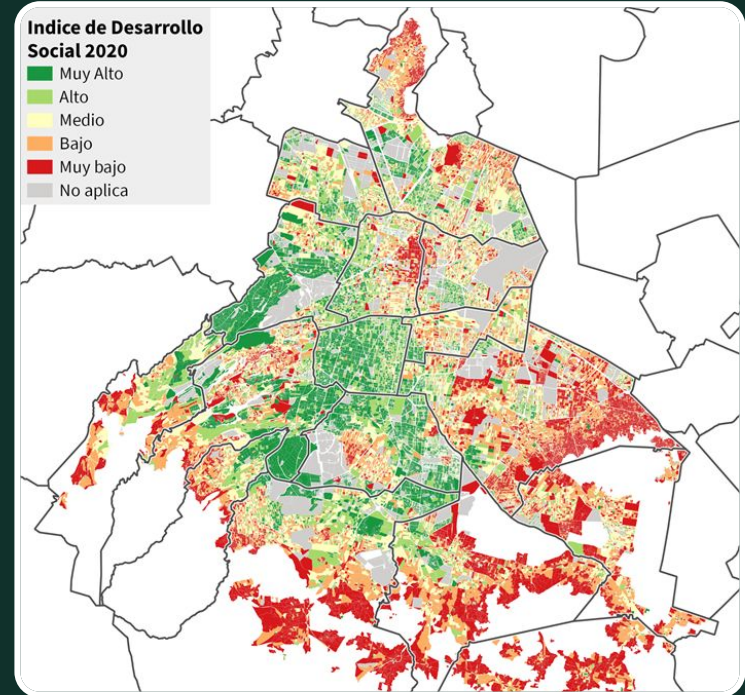 Indice de Desarrollo
Social 2020
Muy Alto
Alto
Medio
Bajo
Muy bajo
No aplica